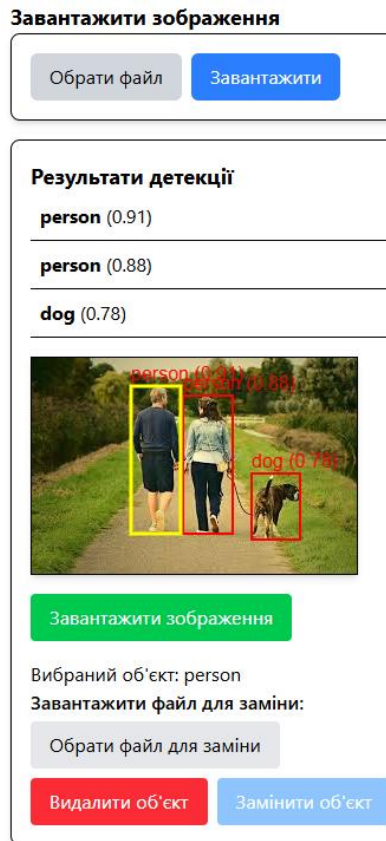 Завантажити зображення
Обрати файл Завантажити
Результати детекції
person (0.91)
person (0.88)
dog (0.78)
person (0.91)
person (0.88)
dog (0.78)
Завантажити зображення
Вибраний об'єкт: person
Завантажити файл для заміни:
Обрати файл для заміни
Видалити об'єкт Замінити об'єкт